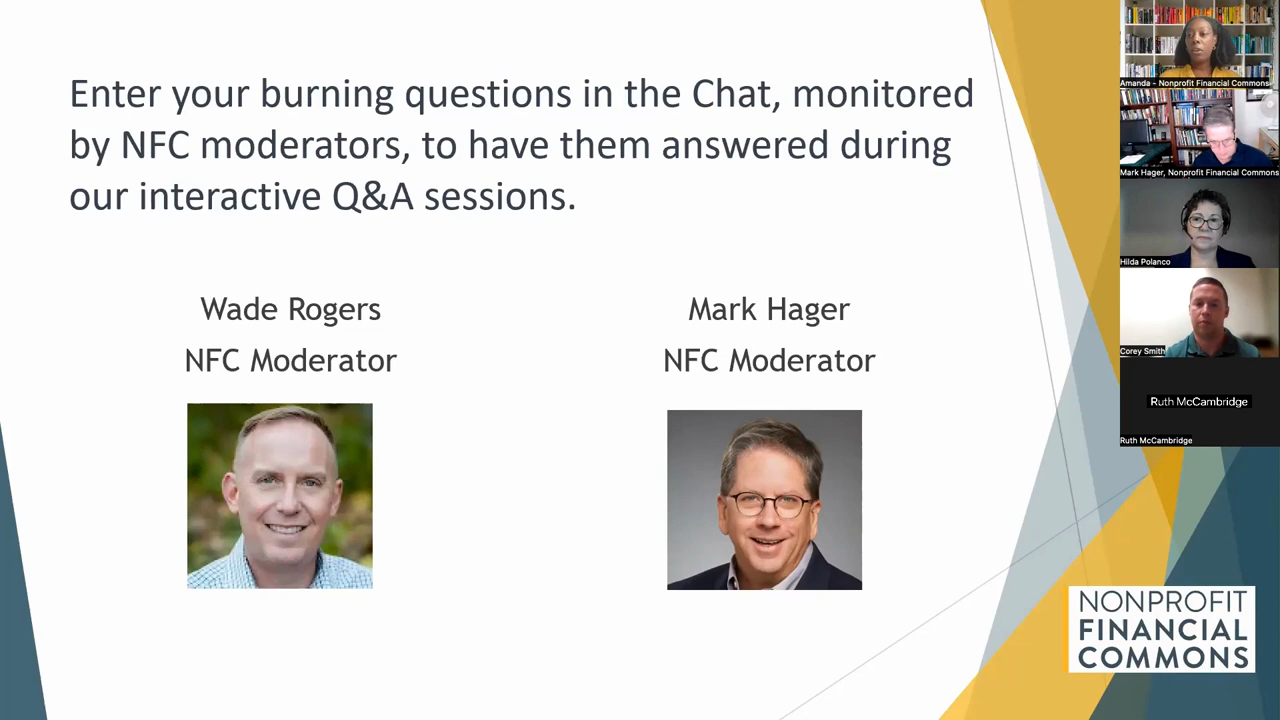 Enter your burning questions in the Chat, monitored
by NFC moderators, to have them answered during
our interactive Q&A sessions.
Wade Rogers
NFC Moderator
Mark Hager
NFC Moderator
Amanda - Nonprofit Financial Commons
Mark Hager, Nonprofit Financial Commons
Hilda Polanco
Corey Smith
Ruth McCambridge
Ruth McCambridge
NONPROFIT
FINANCIAL
COMMONS